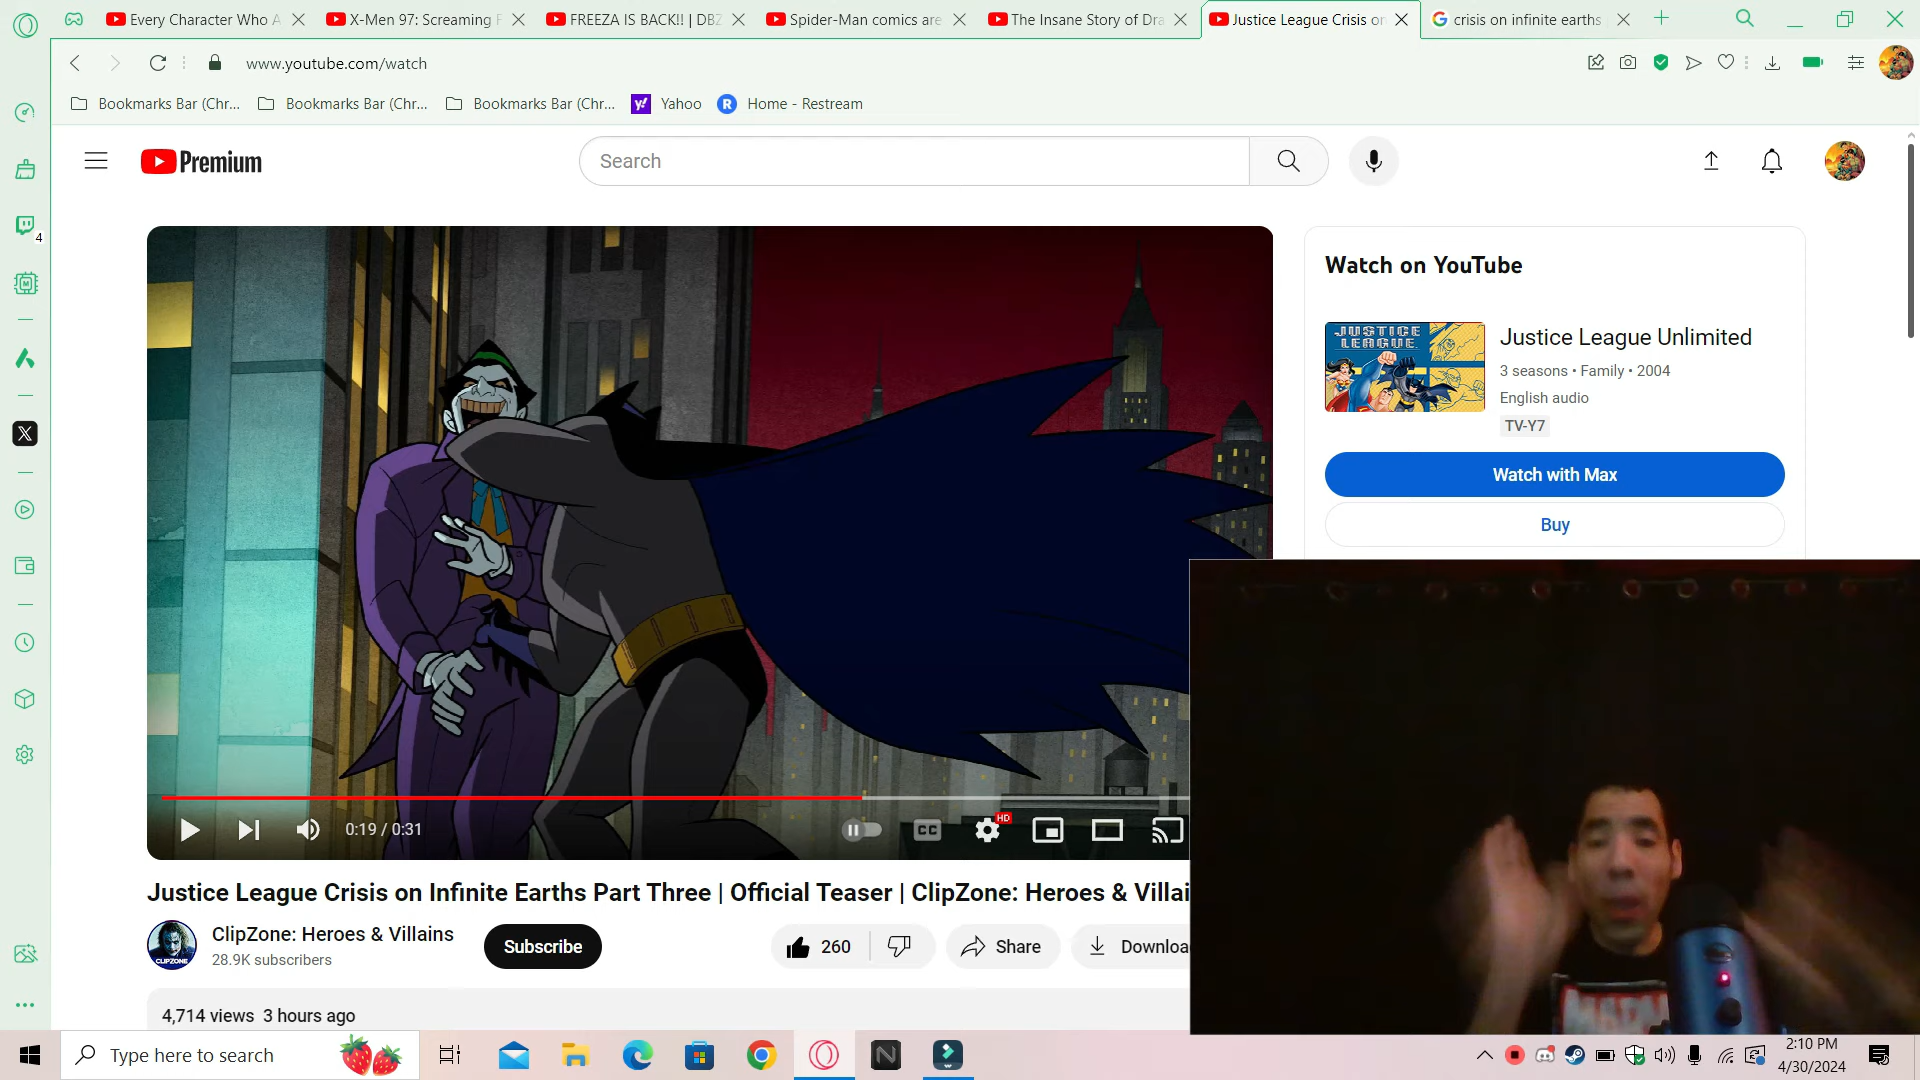 Every Character Who A
X-Men 97: Screaming F
FREEZA IS BACK!! | DBZ
Spider-Man comics are
The Insane Story of Dra
Justice League Crisis on
crisis on infinite earths
www.youtube.com/watch
Bookmarks Bar (Chr...
Bookmarks Bar (Chr...
Bookmarks Bar (Chr...
Yahoo
Home - Restream
Premium
Search
4
Watch on YouTube
JUSTICE LEAGUE
Justice League Unlimited
3 seasons • Family • 2004
English audio
TV-Y7
Watch with Max
Buy
0:19 / 0:31
CC
HD
Justice League Crisis on Infinite Earths Part Three | Official Teaser | ClipZone: Heroes & Villai
CLIPZONE
ClipZone: Heroes & Villains
28.9K subscribers
Subscribe
260
Share
Downloa
4,714 views 3 hours ago
Type here to search
2:10 PM
4/30/2024